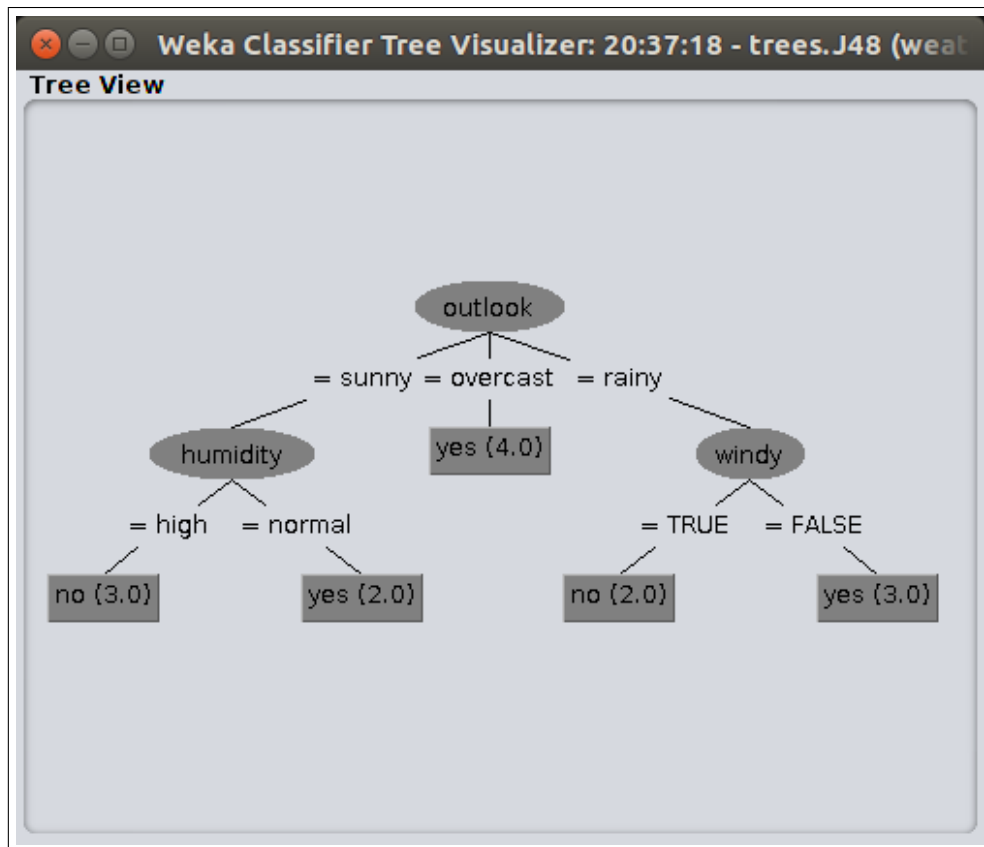 Weka Classifier Tree Visualizer: 20:37:18 - trees.J48 (weat
Tree View
outlook
= sunny = overcast = rainy
humidity yes (4.0) windy
= high = normal = TRUE = FALSE
no (3.0) yes (2.0) no (2.0) yes (3.0)